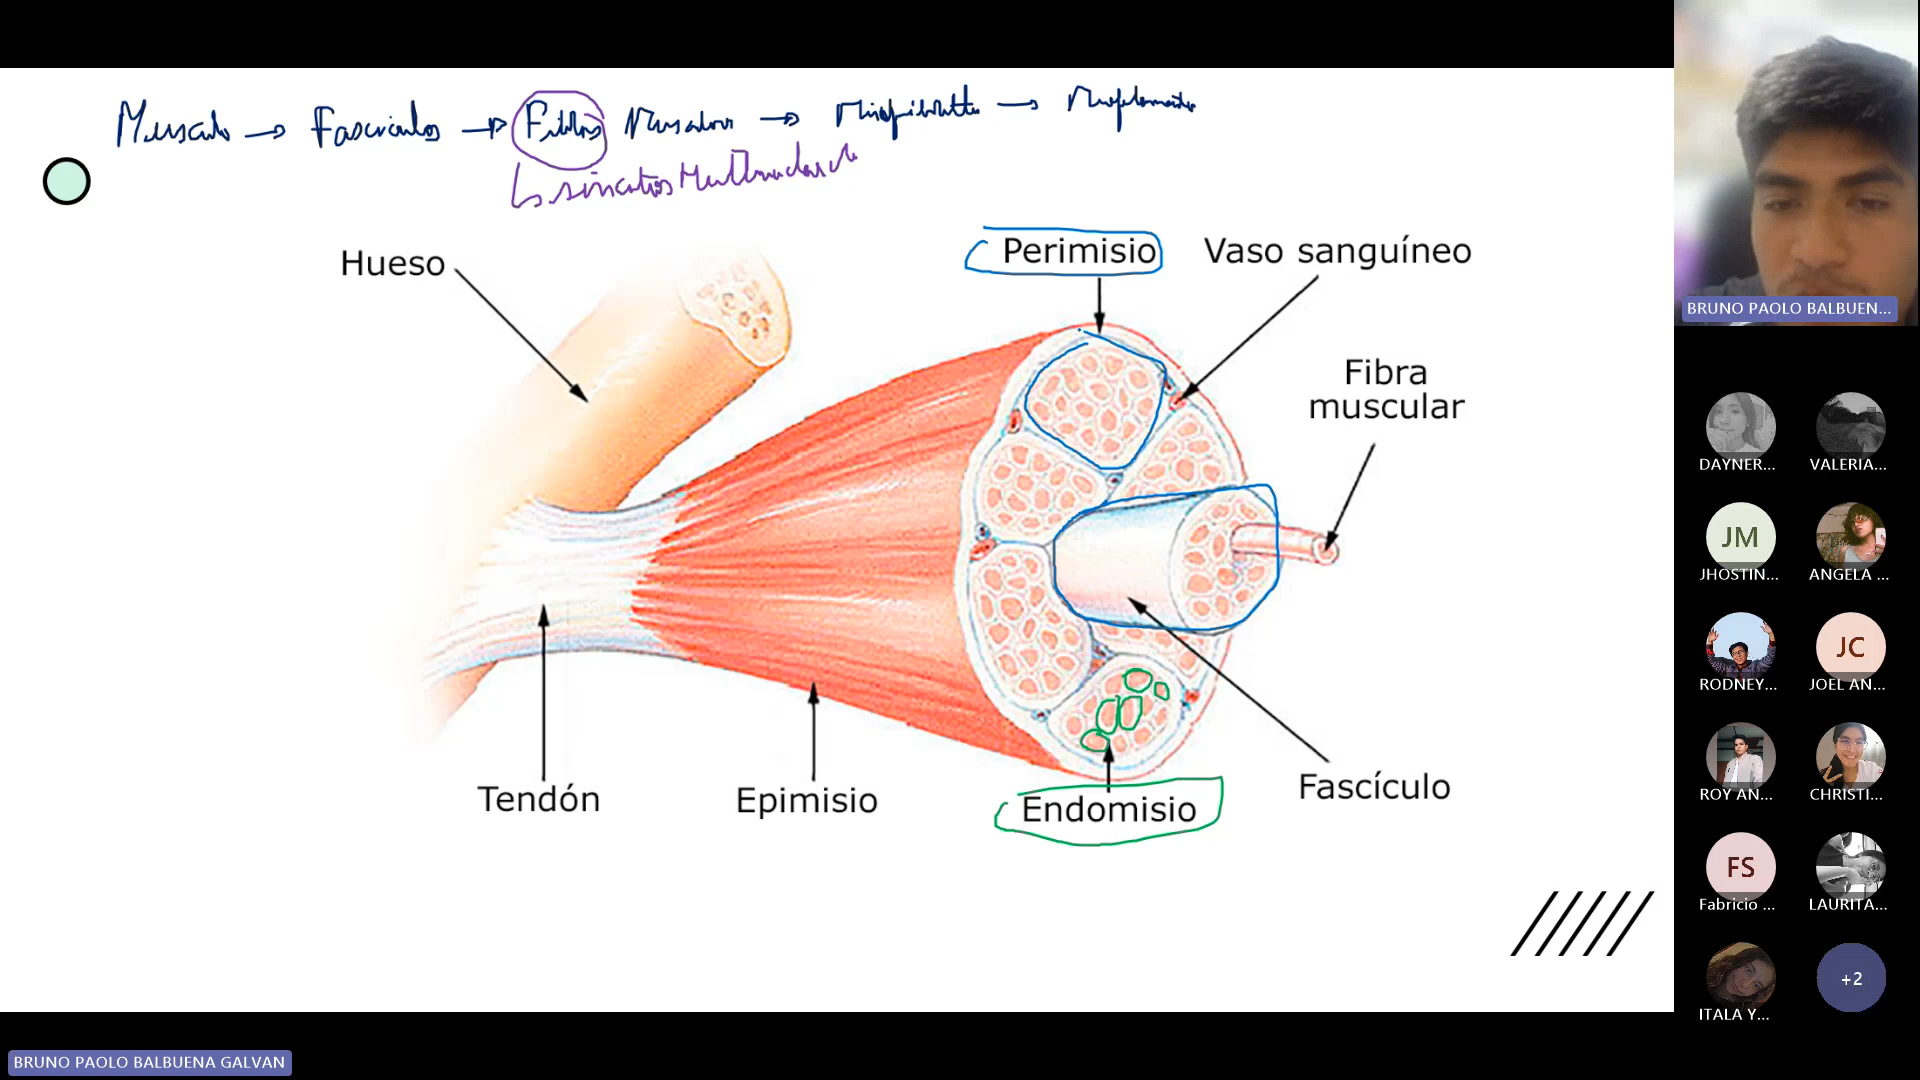 Musculo → Fasciculos → Fibras Musculares → Miofibrillas → Miofilamentos
↳ sincitios Multinucleares
Hueso
Perimisio
Vaso sanguíneo
Fibra
muscular
Tendón
Epimisio
Endomisio
Fascículo
BRUNO PAOLO BALBUEN...
DAYNER...
VALERIA...
JM
JHOSTIN...
ANGELA ...
RODNEY...
JC
JOEL AN...
ROY AN...
CHRISTI...
FS
Fabricio ...
LAURITA...
ITALA Y...
+2
BRUNO PAOLO BALBUENA GALVAN